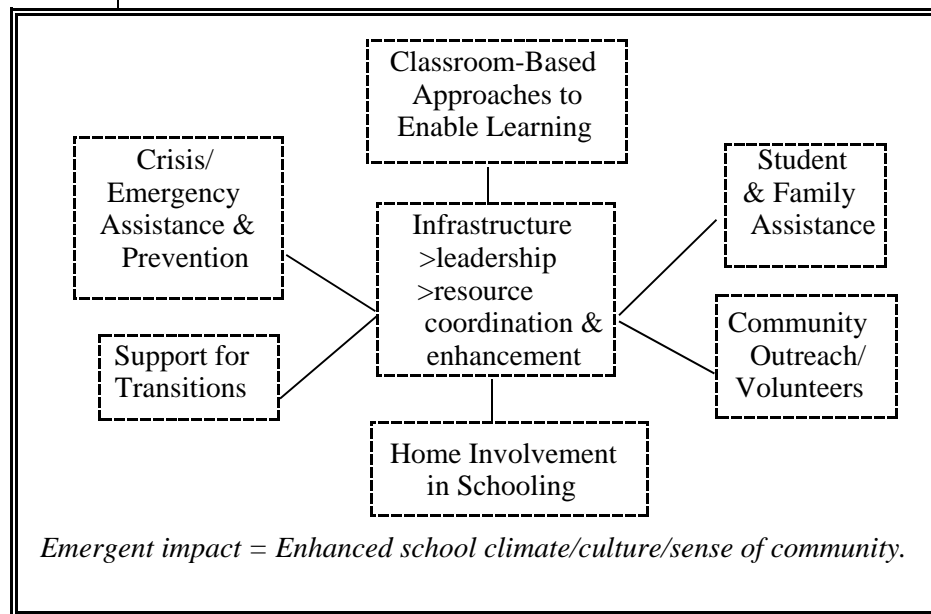 Classroom-Based
Approaches to
Enable Learning
Crisis/
Emergency
Assistance &
Prevention
Student
& Family
Assistance
Infrastructure
>leadership
>resource
coordination &
enhancement
Support for
Transitions
Community
Outreach/
Volunteers
Home Involvement
in Schooling
Emergent impact = Enhanced school climate/culture/sense of community.